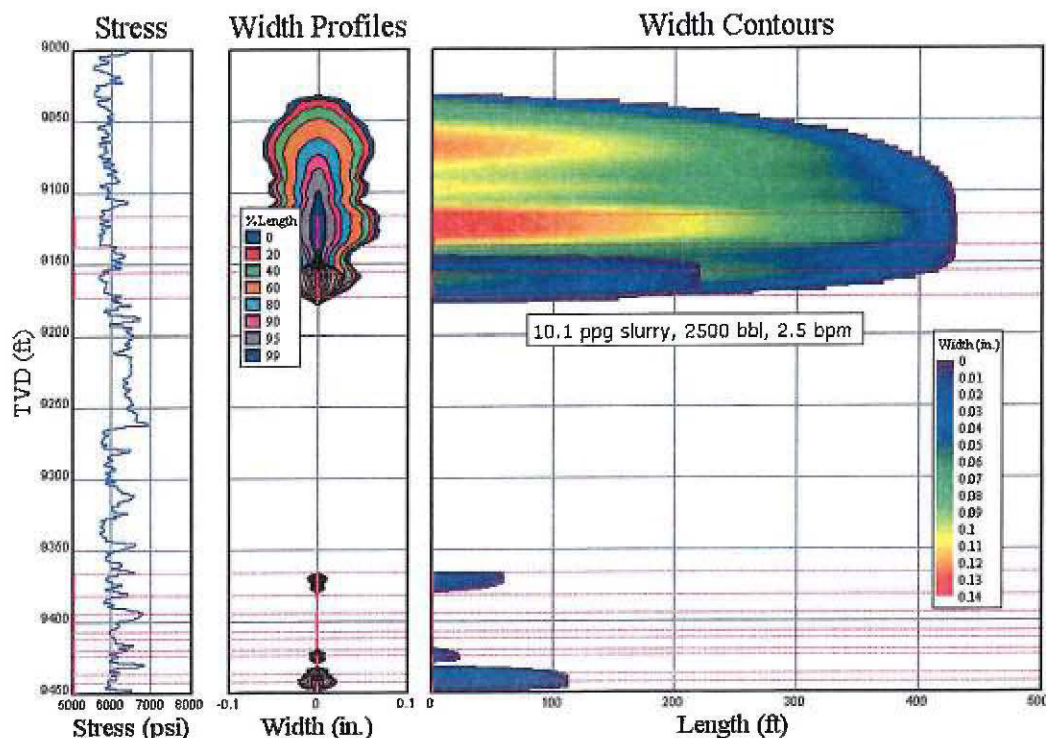 Stress
Width Profiles
Width Contours
TVD (ft)
9000
9050
9100
9150
9200
9250
9300
9350
9400
9450
5000 6000 7000 8000
Stress (psi)
%Length
0
20
40
60
80
90
95
99
-0.1 0 0.1
Width (in.)
10.1 ppg slurry, 2500 bbl, 2.5 bpm
Width (in.)
0
0.01
0.02
0.04
0.05
0.06
0.07
0.08
0.09
0.1
0.11
0.12
0.13
0.14
0 100 200 300 400 500
Length (ft)